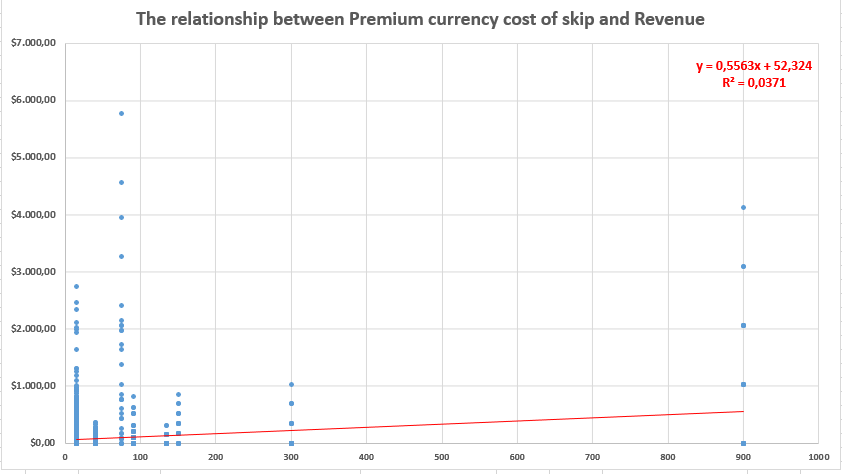 The relationship between Premium currency cost of skip and Revenue
$7.000,00
y = 0,5563x + 52,324
R² = 0,0371
$6.000,00
$5.000,00
$4.000,00
$3.000,00
$2.000,00
$1.000,00
$0,00
0 100 200 300 400 500 600 700 800 900 1000